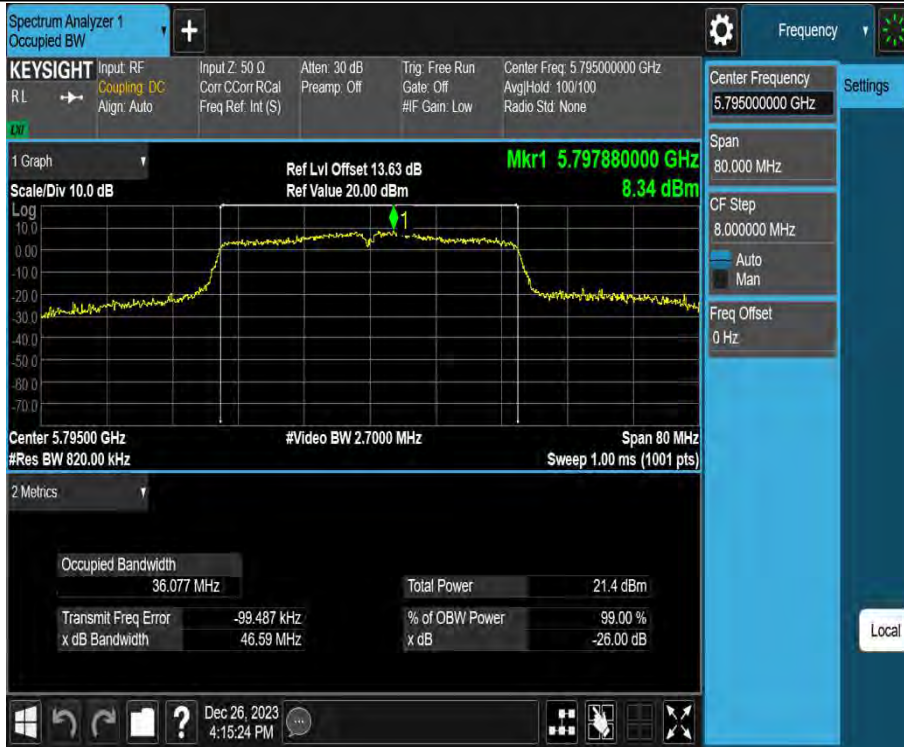 Spectrum Analyzer 1
Occupied BW
+
Frequency
KEYSIGHT
Input: RF
Input Z: 50 Ω
Atten: 30 dB
Trig: Free Run
Center Freq: 5.795000000 GHz
R L
Coupling: DC
Corr CCorr RCal
Preamp: Off
Gate: Off
Avg|Hold: 100/100
Align: Auto
Freq Ref: Int (S)
#IF Gain: Low
Radio Std: None
LXI
1 Graph
Ref Lvl Offset 13.63 dB
Mkr1 5.797880000 GHz
Scale/Div 10.0 dB
Ref Value 20.00 dBm
8.34 dBm
Log
1
10.0
0.00
-10.0
-20.0
-30.0
-40.0
-50.0
-60.0
-70.0
Center 5.79500 GHz
#Video BW 2.7000 MHz
Span 80 MHz
#Res BW 820.00 kHz
Sweep 1.00 ms (1001 pts)
2 Metrics
Occupied Bandwidth
36.077 MHz
Total Power
21.4 dBm
Transmit Freq Error
-99.487 kHz
% of OBW Power
99.00 %
x dB Bandwidth
46.59 MHz
x dB
-26.00 dB
Center Frequency
5.795000000 GHz
Settings
Span
80.000 MHz
CF Step
8.000000 MHz
Auto
Man
Freq Offset
0 Hz
Local
?
Dec 26, 2023
4:15:24 PM